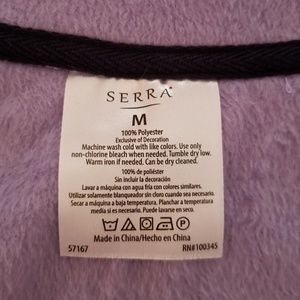 SERRA
M
100% Polyester
Exclusive of Decoration
Machine wash cold with like colors. Use only
non-chlorine bleach when needed. Tumble dry low.
Warm iron if needed. Can be dry cleaned.
100% de poliéster
Sin incluir la decoración
Lavar a máquina con agua fría con colores similares.
Utilizar solamente blanqueador sin cloro cuando sea necesario.
Secar a máquina a baja temperatura. Planchar a temperatura
media si es necesario. Puede lavarse en seco.
Made in China/Hecho en China
57167 RN#100345